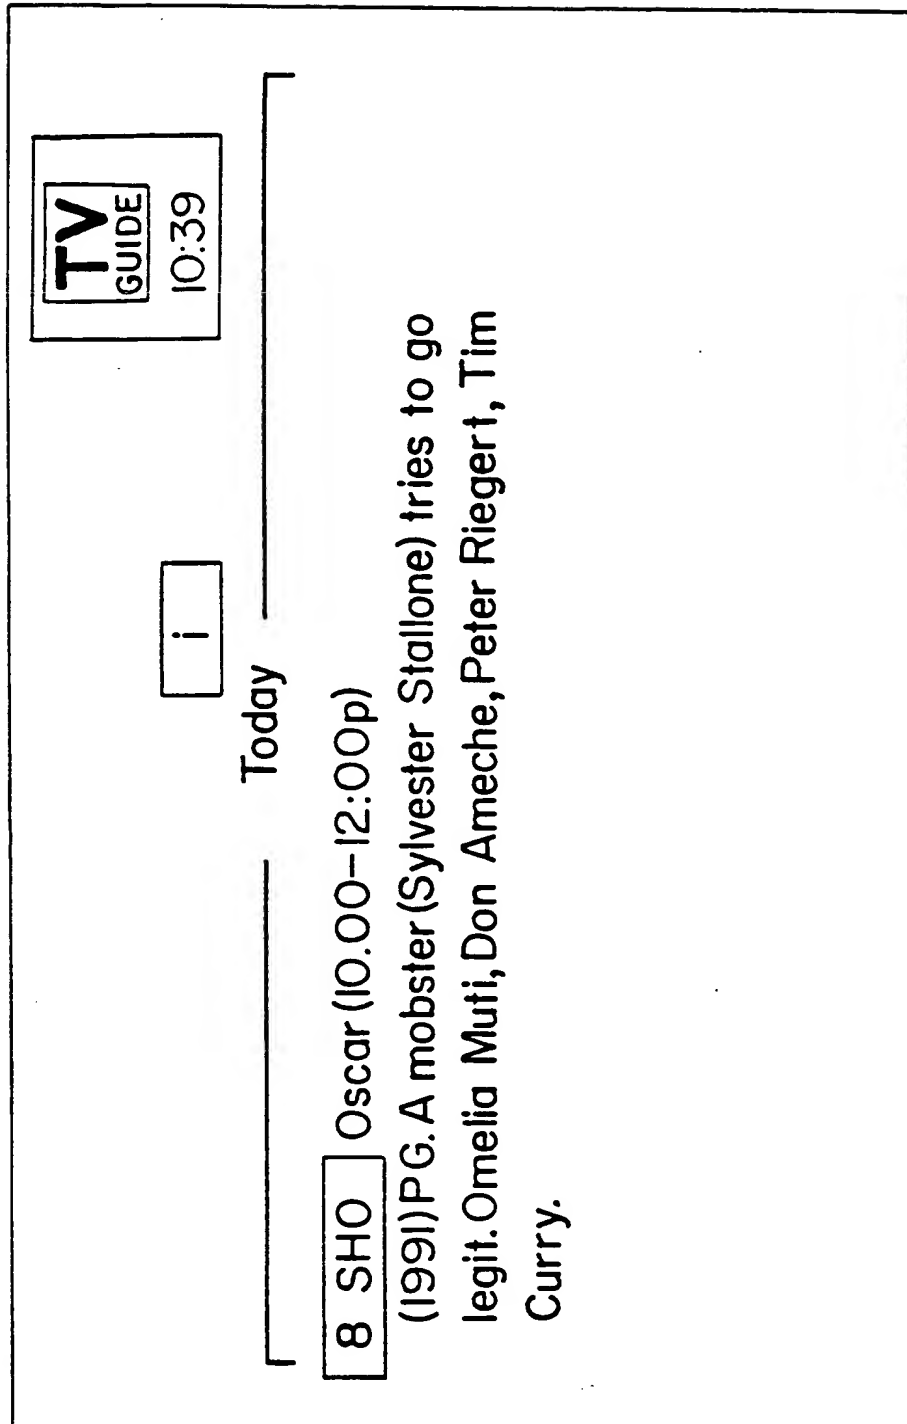 TV
GUIDE
10:39
i
Today
8 SHO Oscar (10.00-12:00p)
(1991) PG. A mobster (Sylvester Stallone) tries to go
legit. Omelia Muti, Don Ameche, Peter Riegert, Tim
Curry.